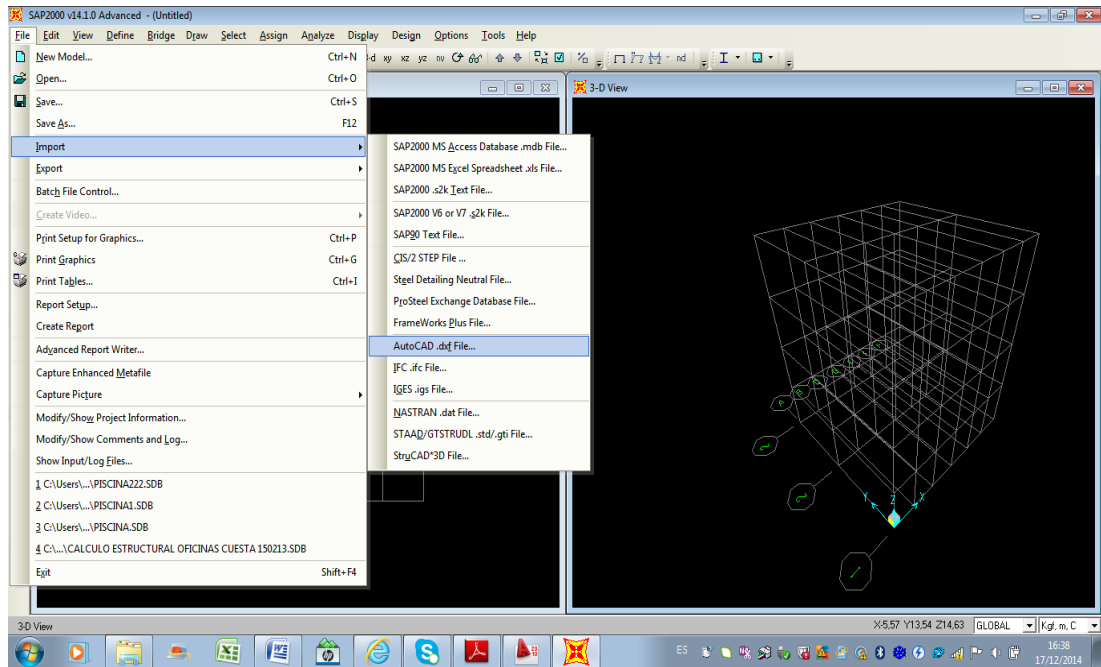 SAP2000 v14.1.0 Advanced - (Untitled)
File Edit View Define Bridge Draw Select Assign Analyze Display Design Options Tools Help
New Model... Ctrl+N
Open... Ctrl+O
Save... Ctrl+S
Save As... F12
Import
Export
Batch File Control...
Create Video...
Print Setup for Graphics... Ctrl+P
Print Graphics Ctrl+G
Print Tables... Ctrl+I
Report Setup...
Create Report
Advanced Report Writer...
Capture Enhanced Metafile
Capture Picture
Modify/Show Project Information...
Modify/Show Comments and Log...
Show Input/Log Files...
1 C:\Users\...\PISCINA222.SDB
2 C:\Users\...\PISCINA1.SDB
3 C:\Users\...\PISCINA.SDB
4 C:\...\CALCULO ESTRUCTURAL OFICINAS CUESTA 150213.SDB
Exit Shift+F4
SAP2000 MS Access Database .mdb File...
SAP2000 MS Excel Spreadsheet .xls File...
SAP2000 .s2k Text File...
SAP2000 V6 or V7 .s2k File...
SAP90 Text File...
CIS/2 STEP File ...
Steel Detailing Neutral File...
ProSteel Exchange Database File...
FrameWorks Plus File...
AutoCAD .dxf File...
IFC .ifc File...
IGES .igs File...
NASTRAN .dat File...
STAAD/GTSTRUDL .std/.gti File...
StruCAD*3D File...
xy xz yz nv
nd
3-D View
A
B
Y Z X
3-D View
X-5,57 Y13,54 Z14,63 GLOBAL Kgf, m, C
ES
16:38
17/12/2014